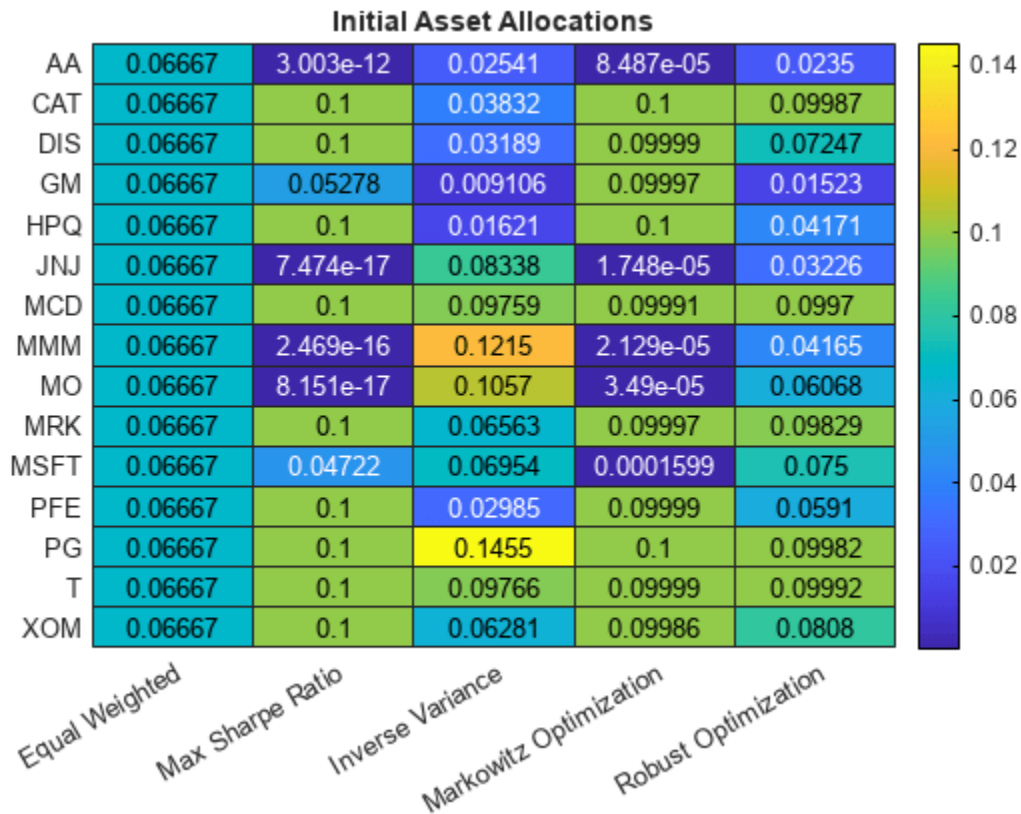 Initial Asset Allocations
AA 0.06667 3.003e-12 0.02541 8.487e-05 0.0235
CAT 0.06667 0.1 0.03832 0.1 0.09987
DIS 0.06667 0.1 0.03189 0.09999 0.07247
GM 0.06667 0.05278 0.009106 0.09997 0.01523
HPQ 0.06667 0.1 0.01621 0.1 0.04171
JNJ 0.06667 7.474e-17 0.08338 1.748e-05 0.03226
MCD 0.06667 0.1 0.09759 0.09991 0.0997
MMM 0.06667 2.469e-16 0.1215 2.129e-05 0.04165
MO 0.06667 8.151e-17 0.1057 3.49e-05 0.06068
MRK 0.06667 0.1 0.06563 0.09997 0.09829
MSFT 0.06667 0.04722 0.06954 0.0001599 0.075
PFE 0.06667 0.1 0.02985 0.09999 0.0591
PG 0.06667 0.1 0.1455 0.1 0.09982
T 0.06667 0.1 0.09766 0.09999 0.09992
XOM 0.06667 0.1 0.06281 0.09986 0.0808
Equal Weighted
Max Sharpe Ratio
Inverse Variance
Markowitz Optimization
Robust Optimization
0.14
0.12
0.1
0.08
0.06
0.04
0.02